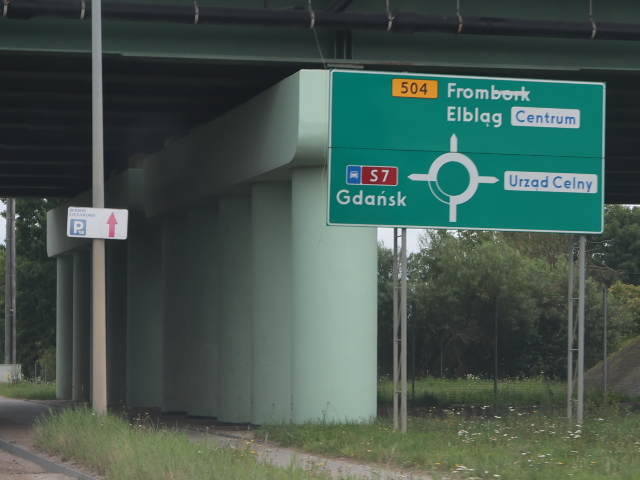 504 Frombork
Elbląg Centrum
S7
Gdańsk
Urząd Celny
P